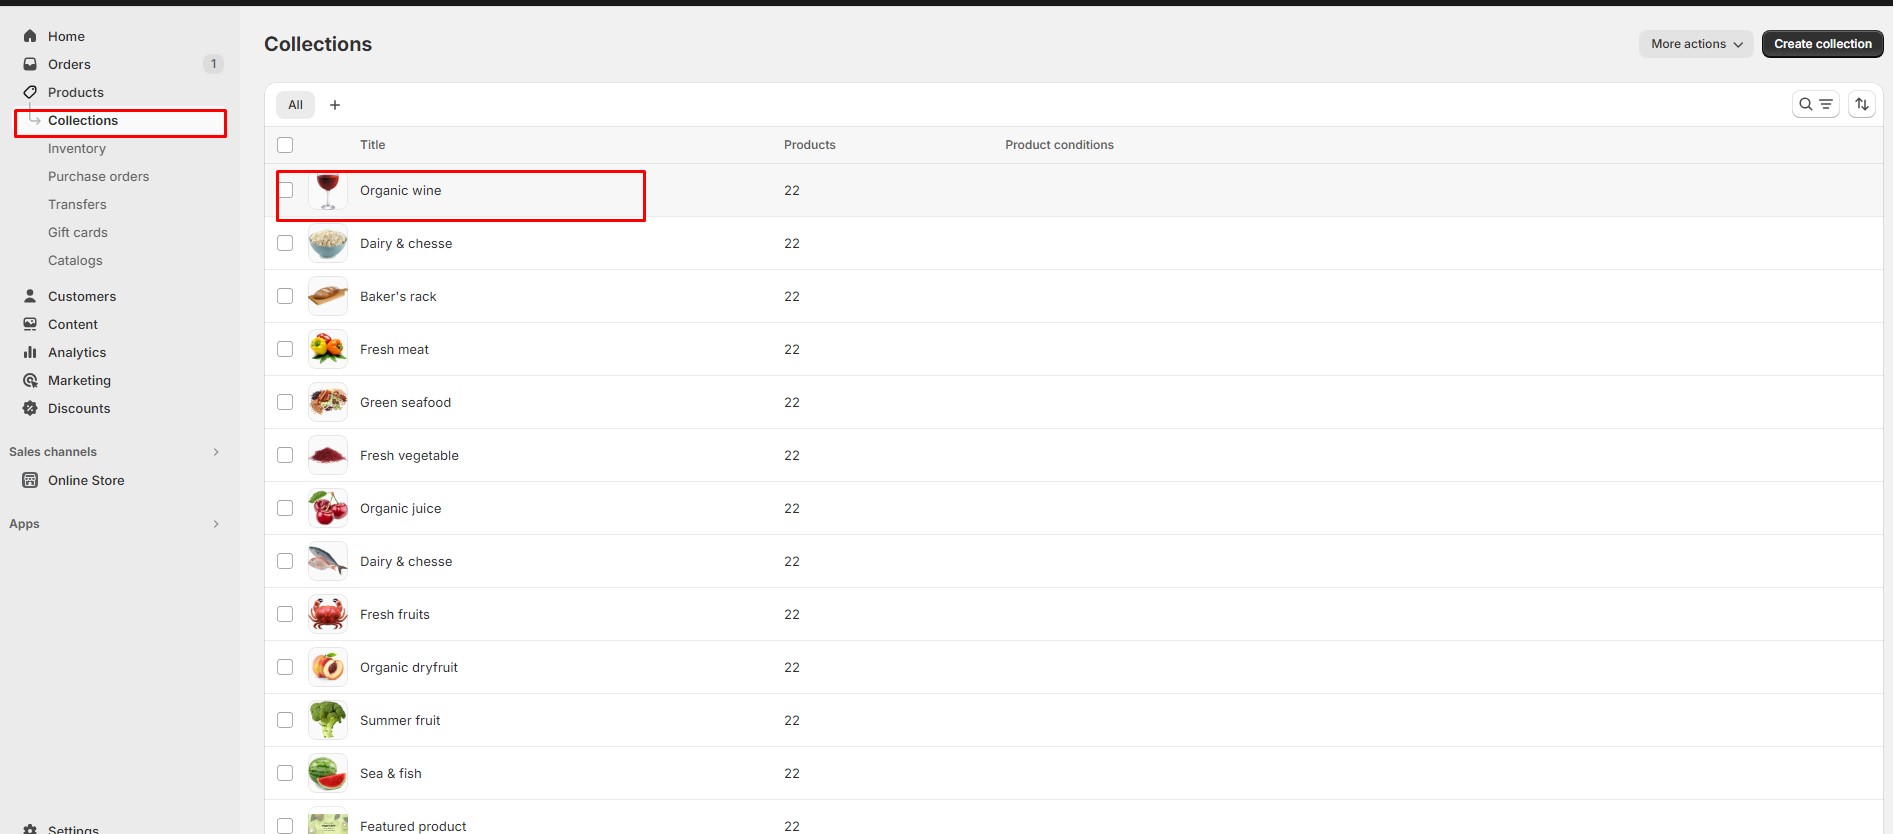 Home
Orders 1
Products
Collections
Inventory
Purchase orders
Transfers
Gift cards
Catalogs
Customers
Content
Analytics
Marketing
Discounts
Sales channels
Online Store
Apps
Settings
Collections
More actions
Create collection
All +
Title Products Product conditions
Organic wine 22
Dairy & chesse 22
Baker's rack 22
Fresh meat 22
Green seafood 22
Fresh vegetable 22
Organic juice 22
Dairy & chesse 22
Fresh fruits 22
Organic dryfruit 22
Summer fruit 22
Sea & fish 22
Featured product 22